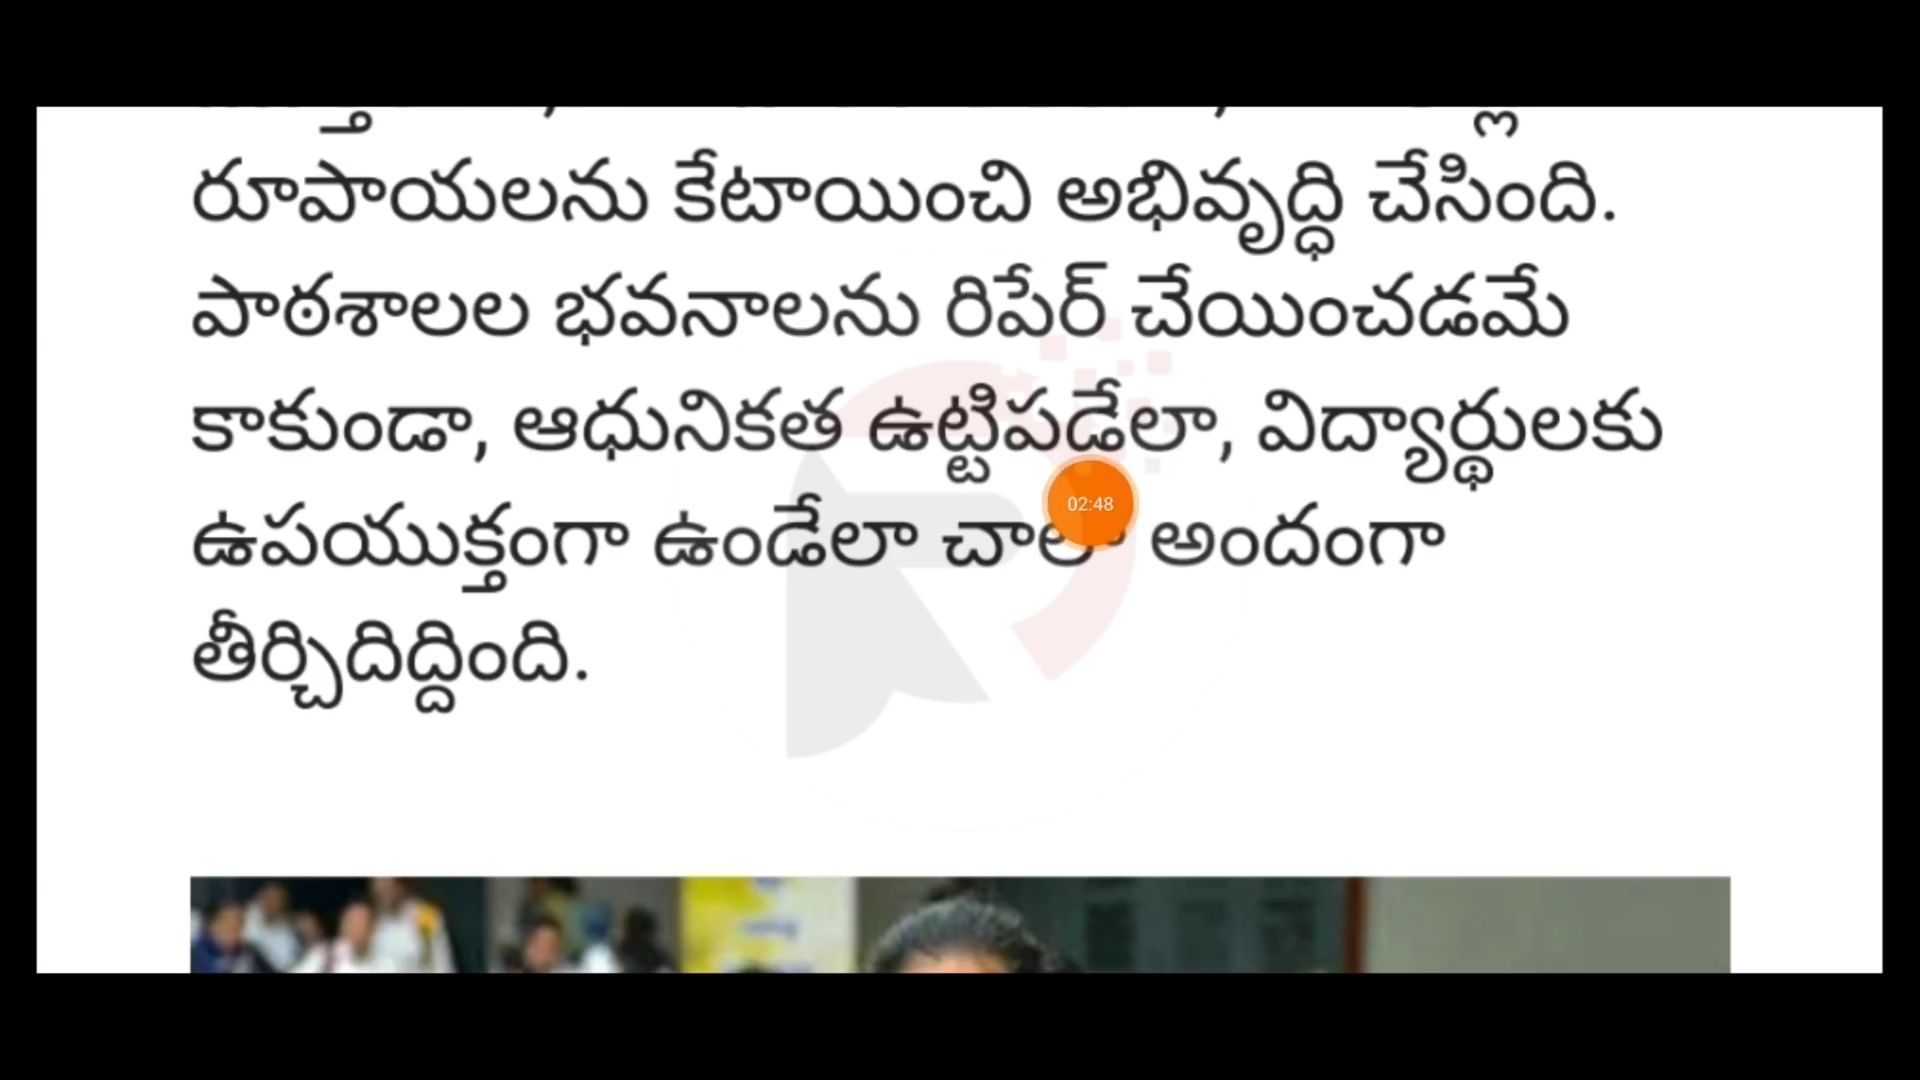 రూపాయలను కేటాయించి అభివృద్ధి చేసింది.
పాఠశాలల భవనాలను రిపేర్ చేయించడమే
కాకుండా, ఆధునికత ఉట్టిపడేలా, విద్యార్థులకు
02:48
ఉపయుక్తంగా ఉండేలా చాలా అందంగా
తీర్చిదిద్దింది.